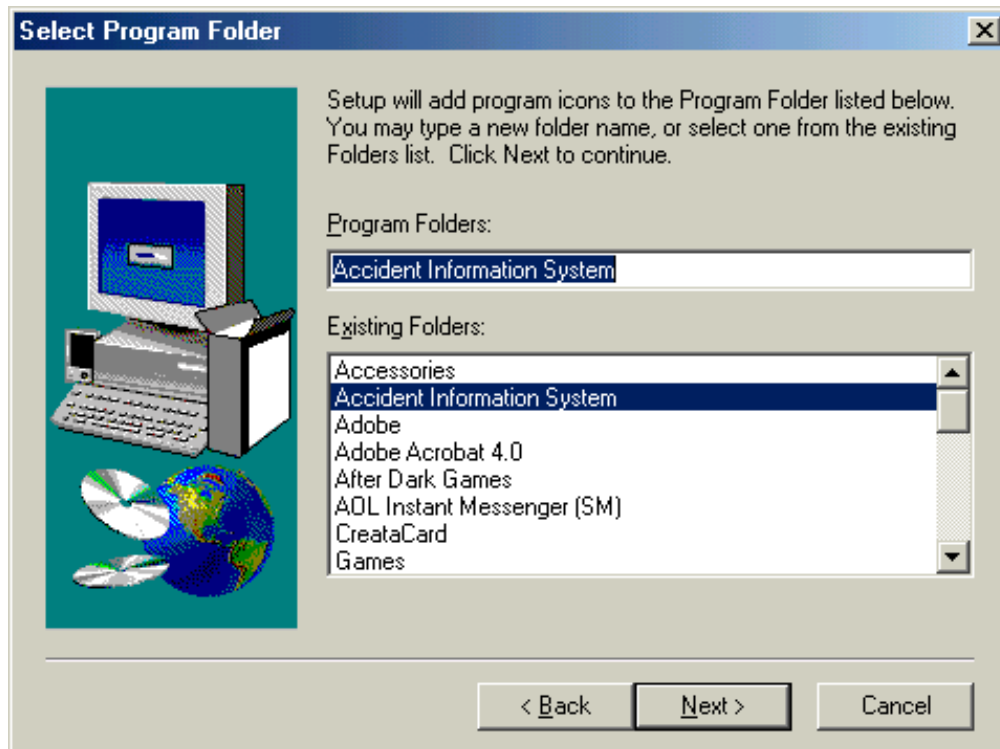 Select Program Folder
Setup will add program icons to the Program Folder listed below.
You may type a new folder name, or select one from the existing
Folders list.  Click Next to continue.
Program Folders:
Accident Information System
Existing Folders:
Accessories
Accident Information System
Adobe
Adobe Acrobat 4.0
After Dark Games
AOL Instant Messenger (SM)
CreataCard
Games
< Back
Next >
Cancel